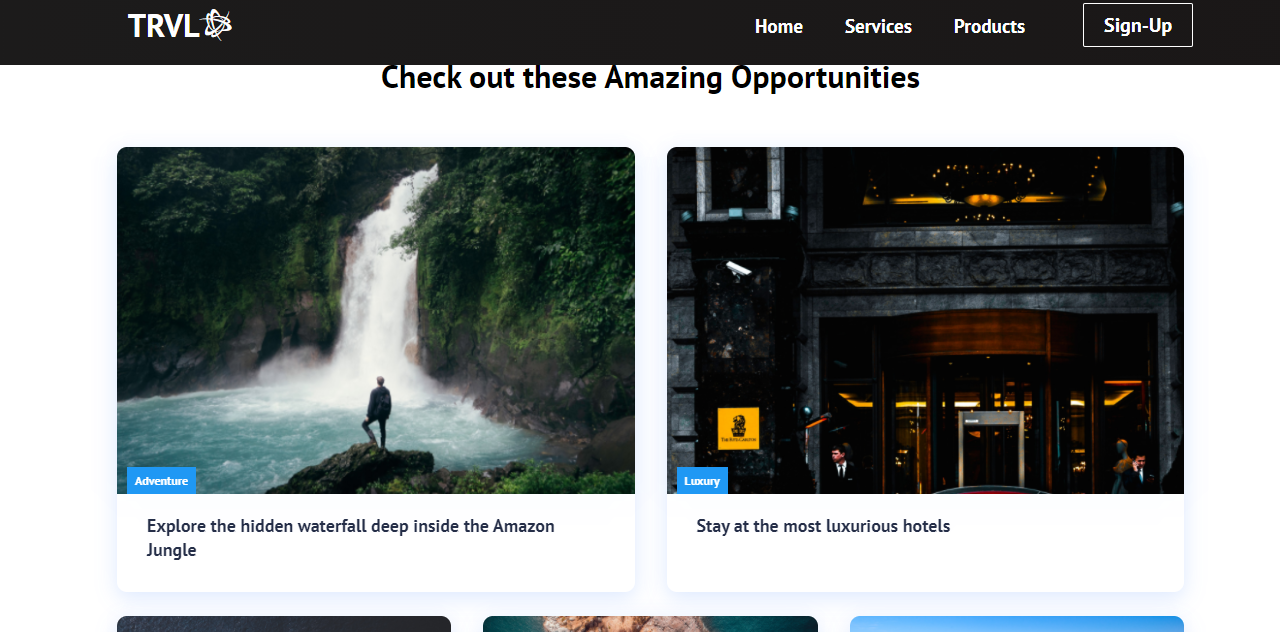 TRVL
Home Services Products Sign-Up
Check out these Amazing Opportunities
THE RITZ-CARLTON
Adventure
Luxury
Explore the hidden waterfall deep inside the Amazon
Jungle
Stay at the most luxurious hotels